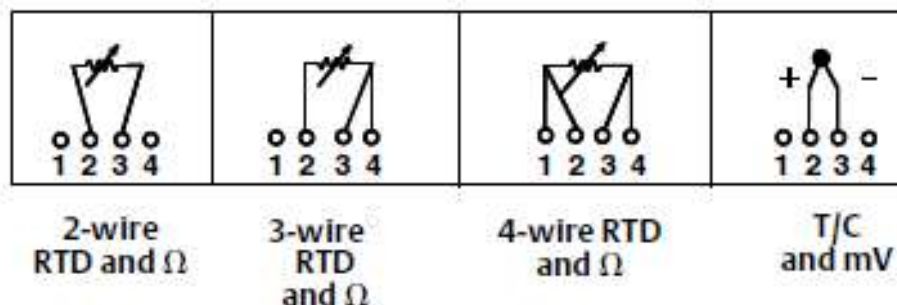 + -
1 2 3 4
1 2 3 4
1 2 3 4
1 2 3 4
2-wire
RTD and Ω
3-wire
RTD
and Ω
4-wire RTD
and Ω
T/C
and mV